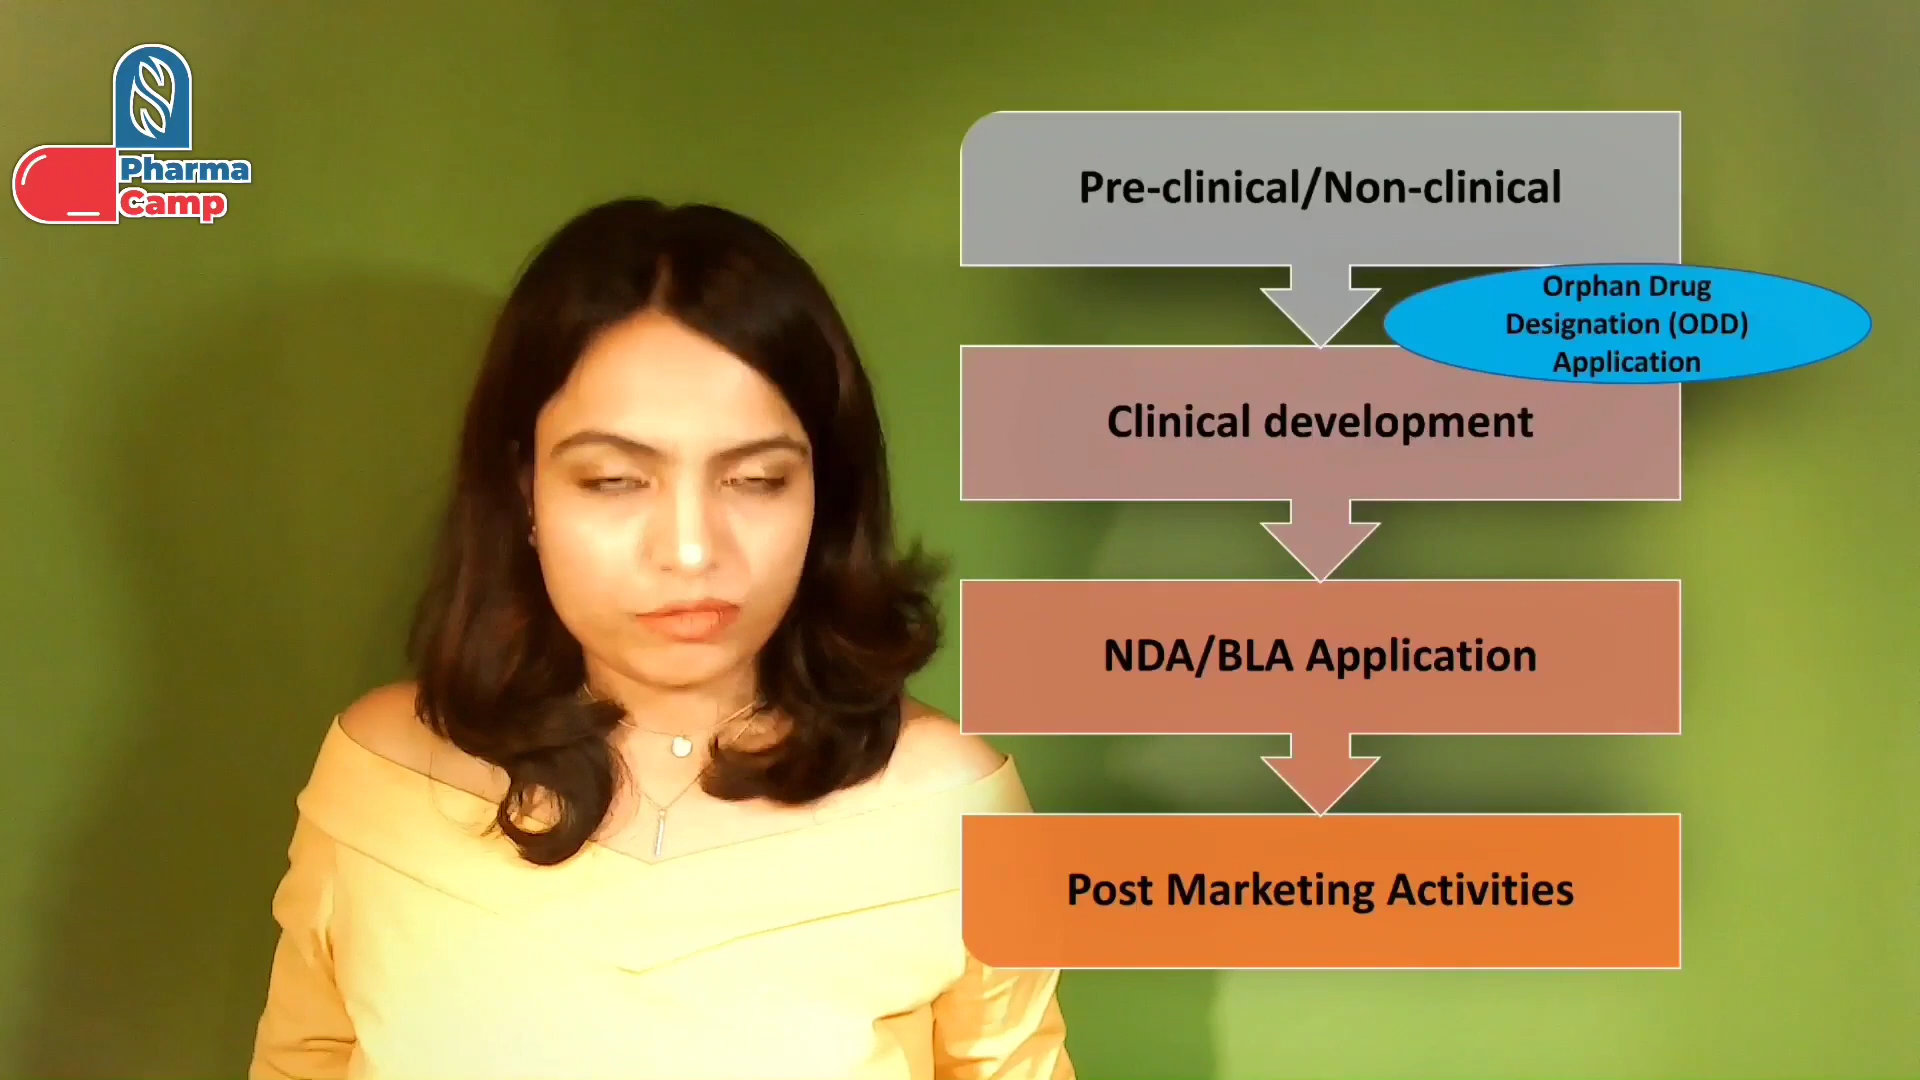 Pharma
Camp
Pre-clinical/Non-clinical
Orphan Drug
Designation (ODD)
Application
Clinical development
NDA/BLA Application
Post Marketing Activities